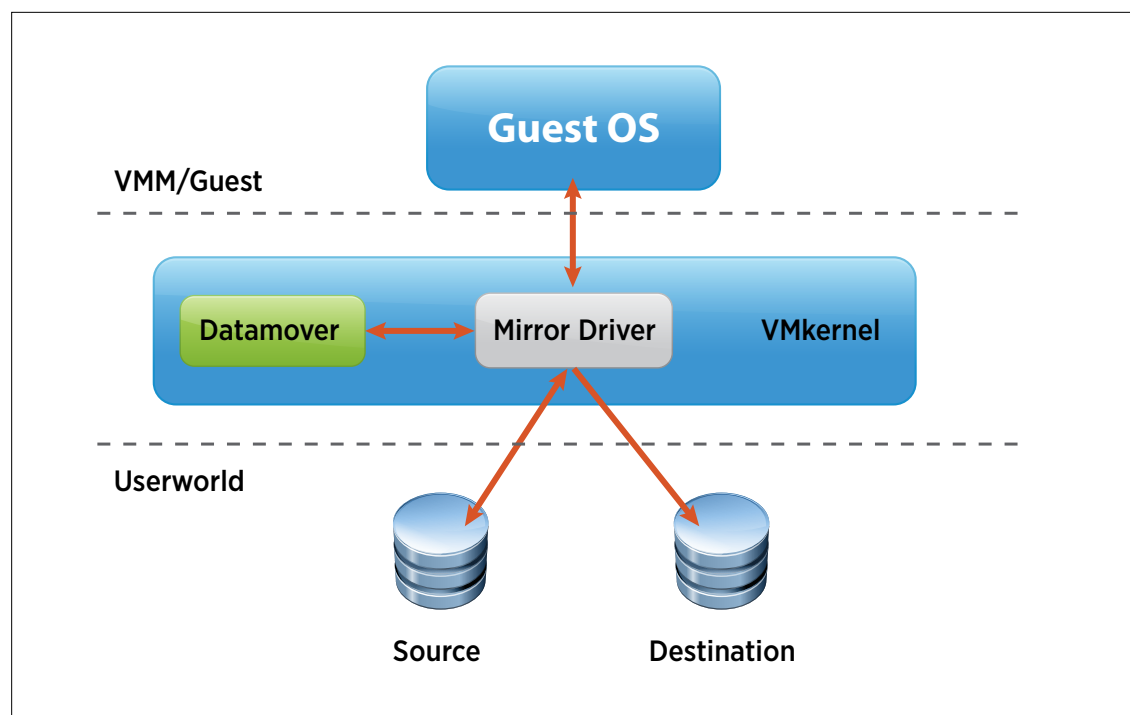 Guest OS
VMM/Guest
Datamover
Mirror Driver
VMkernel
Userworld
Source
Destination